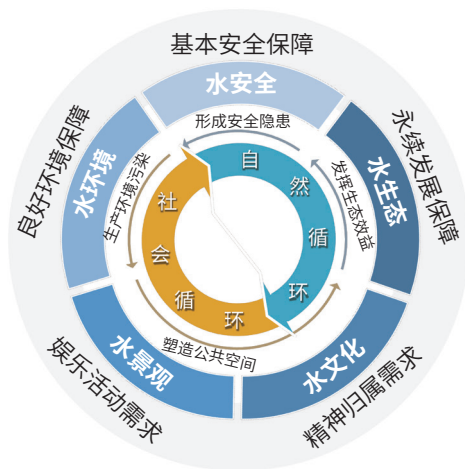 基本安全保障
水安全
形成安全隐患
永续发展保障
水生态
发挥生态效益
精神归属需求
水文化
娱乐活动需求
水景观
塑造公共空间
良好环境保障
水环境
生产环境污染
自然循环
社会循环